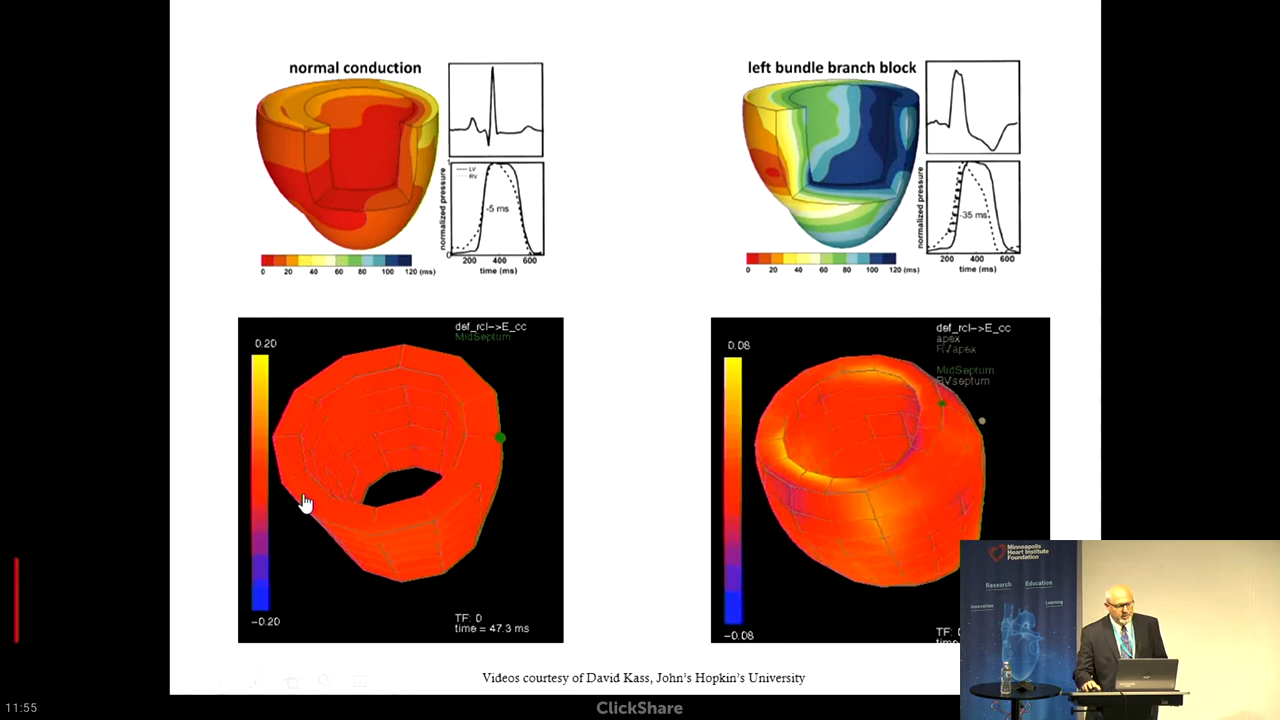 normal conduction
normalized pressure
1
0
LV
RV
-5 ms
200 400 600
time (ms)
0 20 40 60 80 100 120 (ms)
left bundle branch block
normalized pressure
-35 ms
200 400 600
time (ms)
0 20 40 60 80 100 120 (ms)
def_rcl->E_cc
MidSeptum
0.20
-0.20
TF: 0
time = 47.3 ms
def_rcl->E_cc
apex
RVapex
MidSeptum
RVseptum
0.08
-0.08
TF:
time
Videos courtesy of David Kass, John's Hopkin's University
Minneapolis
Heart Institute
Foundation
Research Education
Innovation Learning
11:55
ClickShare